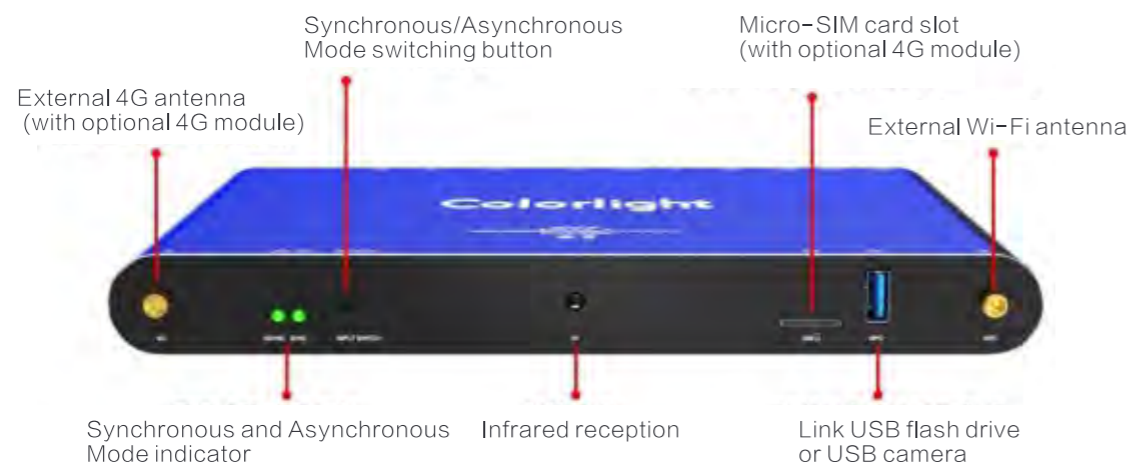 Synchronous/Asynchronous
Mode switching button
Micro-SIM card slot
(with optional 4G module)
External 4G antenna
(with optional 4G module)
External Wi-Fi antenna
Colorlight
Synchronous and Asynchronous
Mode indicator
Infrared reception
Link USB flash drive
or USB camera